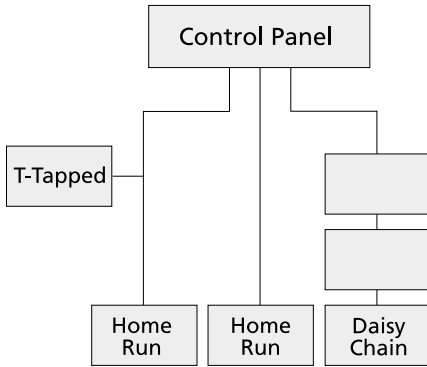 Control Panel
T-Tapped
Home
Run
Home
Run
Daisy
Chain